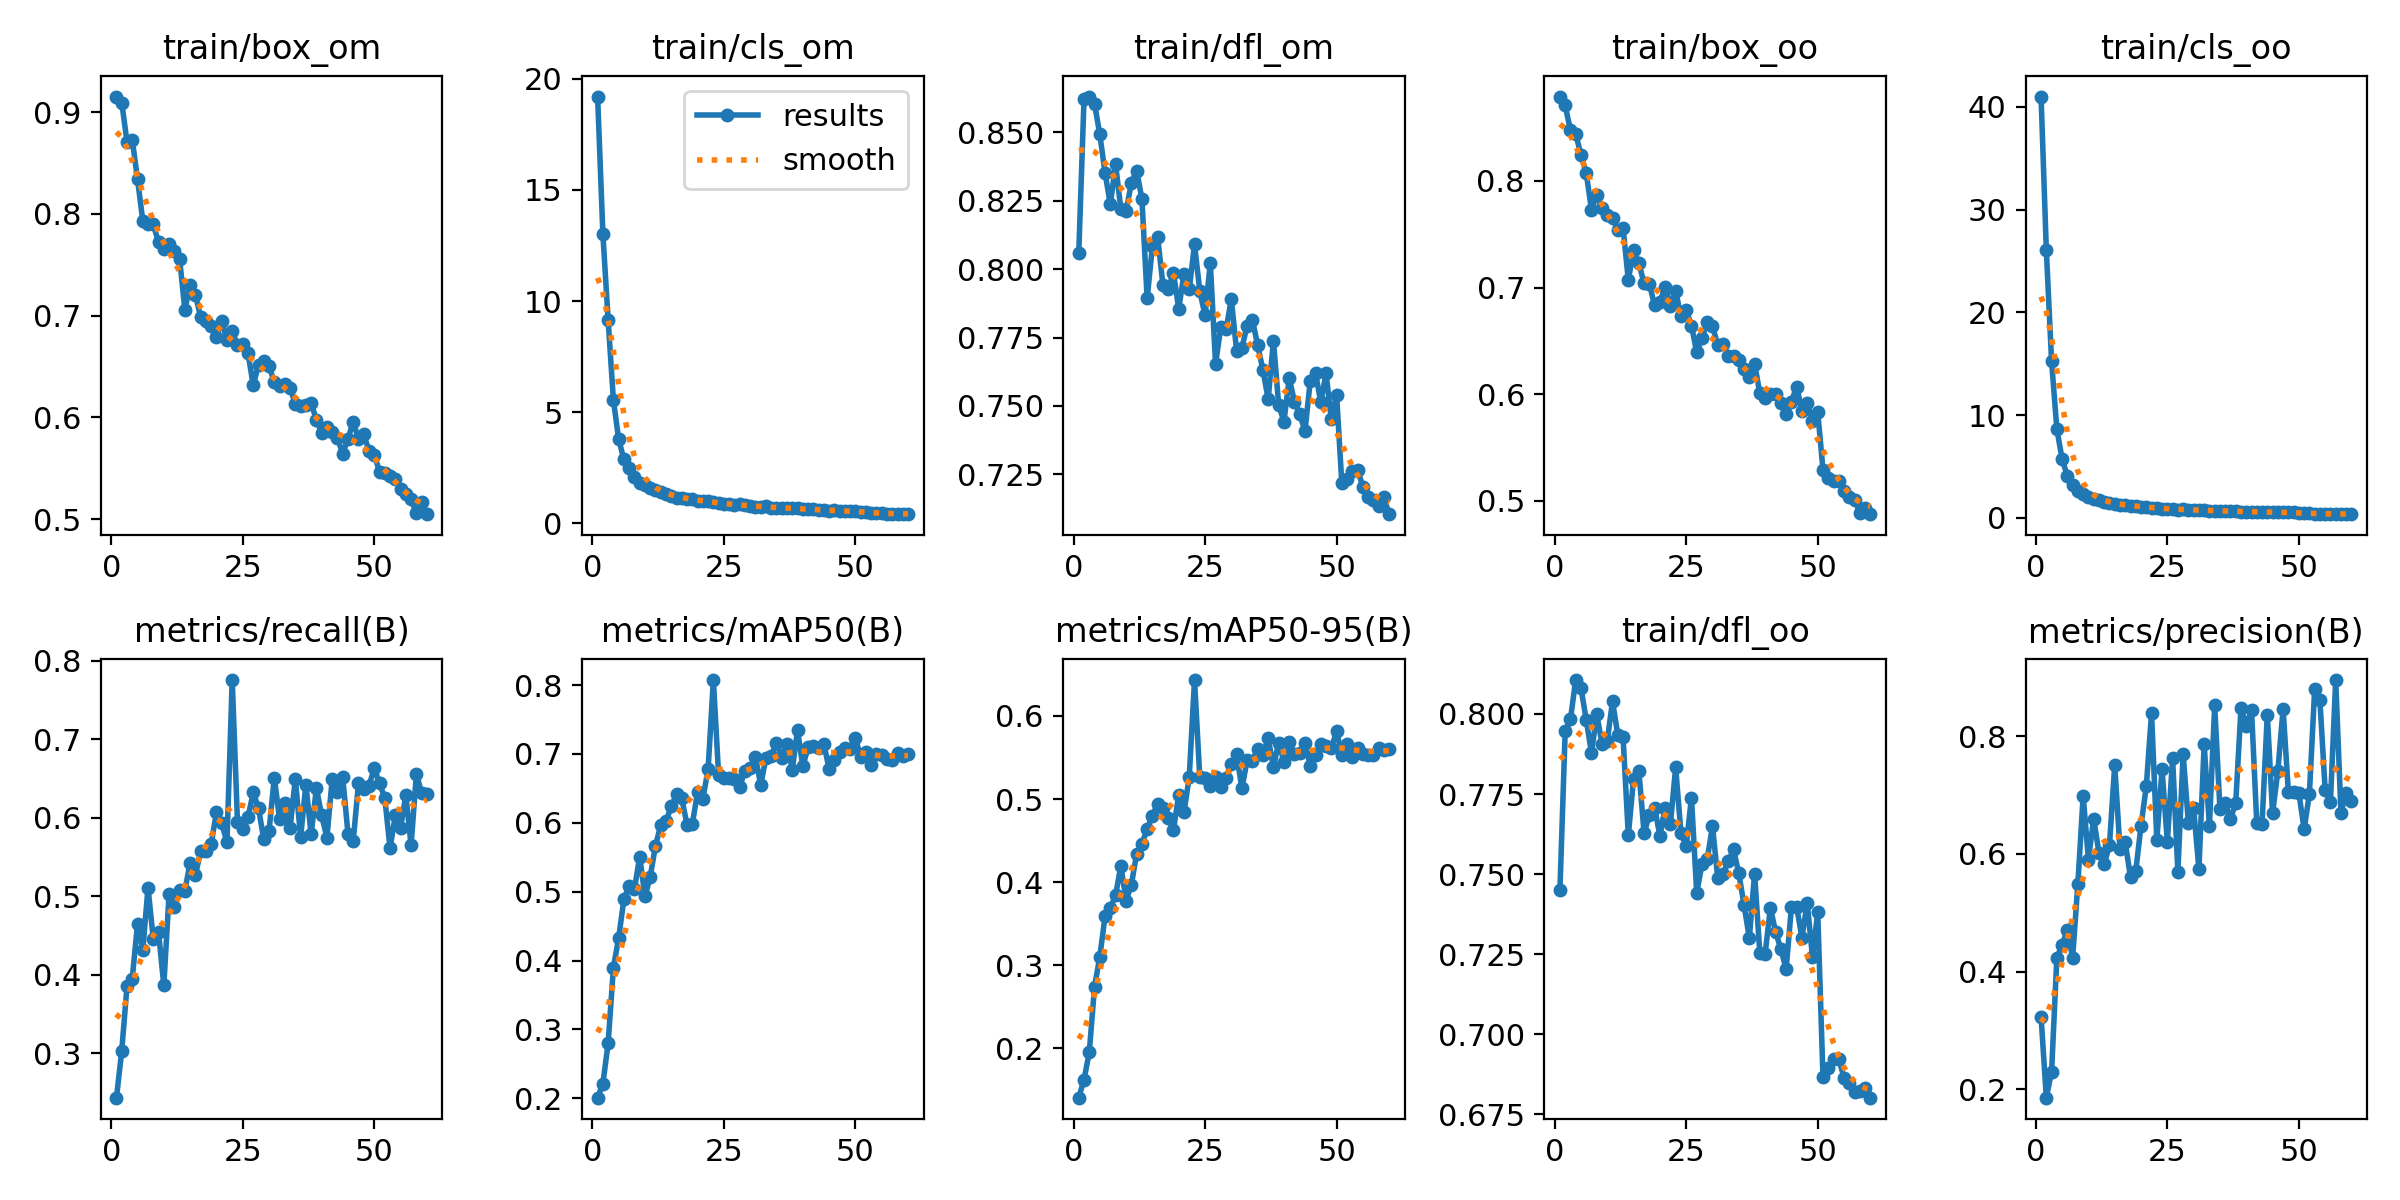 train/box_om
0.9
0.8
0.7
0.6
0.5
0 25 50
train/cls_om
20
15
10
5
0
0 25 50
results
smooth
train/dfl_om
0.850
0.825
0.800
0.775
0.750
0.725
0 25 50
train/box_oo
0.8
0.7
0.6
0.5
0 25 50
train/cls_oo
40
30
20
10
0
0 25 50
metrics/recall(B)
0.8
0.7
0.6
0.5
0.4
0.3
0 25 50
metrics/mAP50(B)
0.8
0.7
0.6
0.5
0.4
0.3
0.2
0 25 50
metrics/mAP50-95(B)
0.6
0.5
0.4
0.3
0.2
0 25 50
train/dfl_oo
0.800
0.775
0.750
0.725
0.700
0.675
0 25 50
metrics/precision(B)
0.8
0.6
0.4
0.2
0 25 50